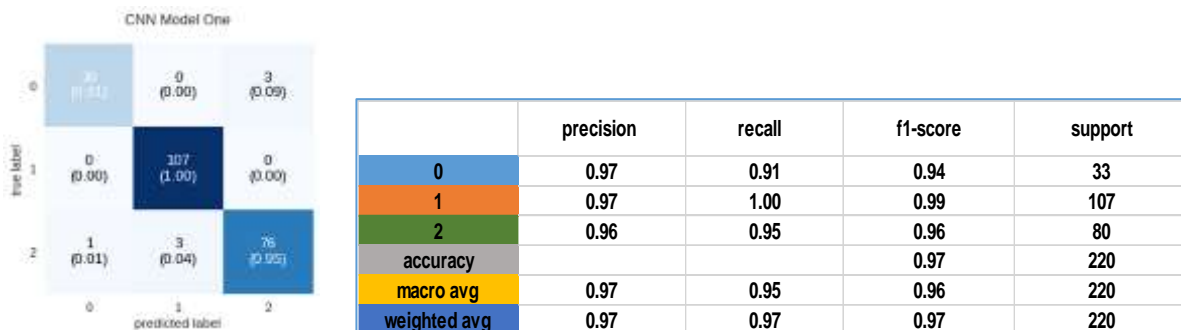 CNN Model One
0
30
(0.91)
0
(0.00)
3
(0.09)
true label
1
0
(0.00)
107
(1.00)
0
(0.00)
2
1
(0.01)
3
(0.04)
76
(0.95)
0 1 2
predicted label
precision recall f1-score support
0 0.97 0.91 0.94 33
1 0.97 1.00 0.99 107
2 0.96 0.95 0.96 80
accuracy 0.97 220
macro avg 0.97 0.95 0.96 220
weighted avg 0.97 0.97 0.97 220